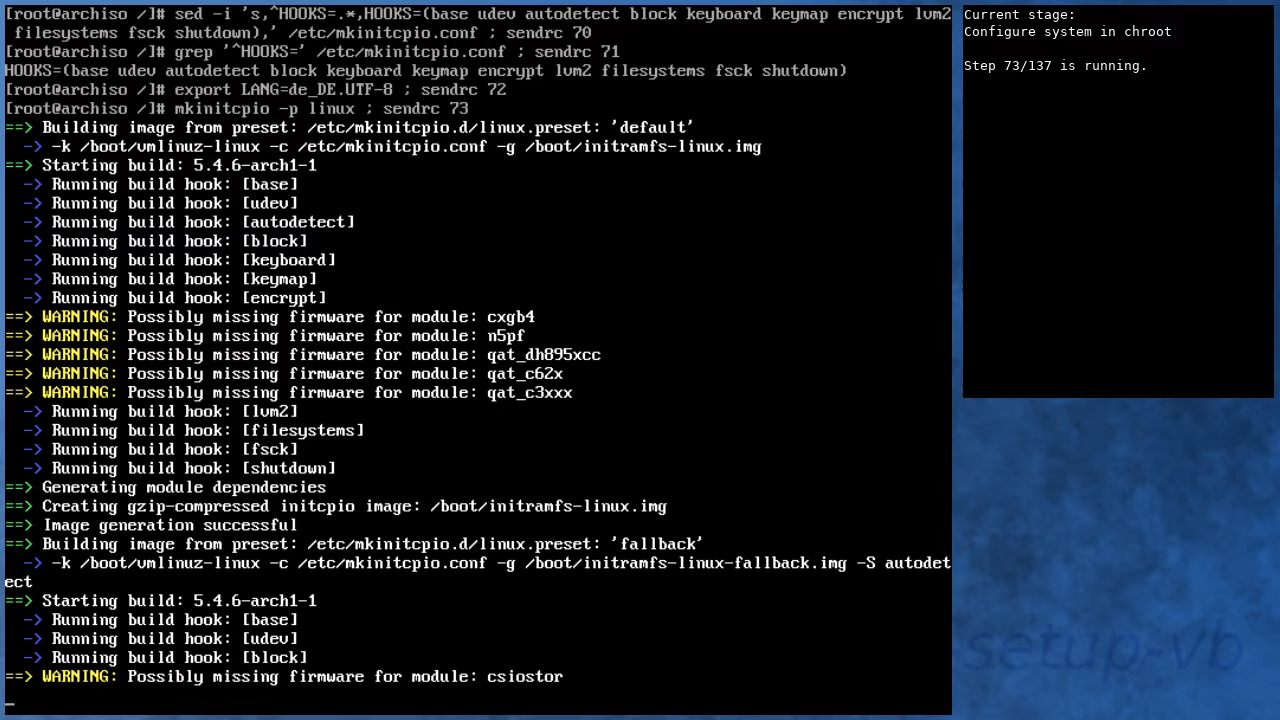 [root@archiso /]# sed -i 's,^HOOKS=.*,HOOKS=(base udev autodetect block keyboard keymap encrypt lvm2
 filesystems fsck shutdown),' /etc/mkinitcpio.conf ; sendrc 70
[root@archiso /]# grep '^HOOKS=' /etc/mkinitcpio.conf ; sendrc 71
HOOKS=(base udev autodetect block keyboard keymap encrypt lvm2 filesystems fsck shutdown)
[root@archiso /]# export LANG=de_DE.UTF-8 ; sendrc 72
[root@archiso /]# mkinitcpio -p linux ; sendrc 73
==> Building image from preset: /etc/mkinitcpio.d/linux.preset: 'default'
  -> -k /boot/vmlinuz-linux -c /etc/mkinitcpio.conf -g /boot/initramfs-linux.img
==> Starting build: 5.4.6-arch1-1
  -> Running build hook: [base]
  -> Running build hook: [udev]
  -> Running build hook: [autodetect]
  -> Running build hook: [block]
  -> Running build hook: [keyboard]
  -> Running build hook: [keymap]
  -> Running build hook: [encrypt]
==> WARNING: Possibly missing firmware for module: cxgb4
==> WARNING: Possibly missing firmware for module: n5pf
==> WARNING: Possibly missing firmware for module: qat_dh895xcc
==> WARNING: Possibly missing firmware for module: qat_c62x
==> WARNING: Possibly missing firmware for module: qat_c3xxx
  -> Running build hook: [lvm2]
  -> Running build hook: [filesystems]
  -> Running build hook: [fsck]
  -> Running build hook: [shutdown]
==> Generating module dependencies
==> Creating gzip-compressed initcpio image: /boot/initramfs-linux.img
==> Image generation successful
==> Building image from preset: /etc/mkinitcpio.d/linux.preset: 'fallback'
  -> -k /boot/vmlinuz-linux -c /etc/mkinitcpio.conf -g /boot/initramfs-linux-fallback.img -S autodet
ect
==> Starting build: 5.4.6-arch1-1
  -> Running build hook: [base]
  -> Running build hook: [udev]
  -> Running build hook: [block]
==> WARNING: Possibly missing firmware for module: csiostor
Current stage:
Configure system in chroot
Step 73/137 is running.
setup-vb